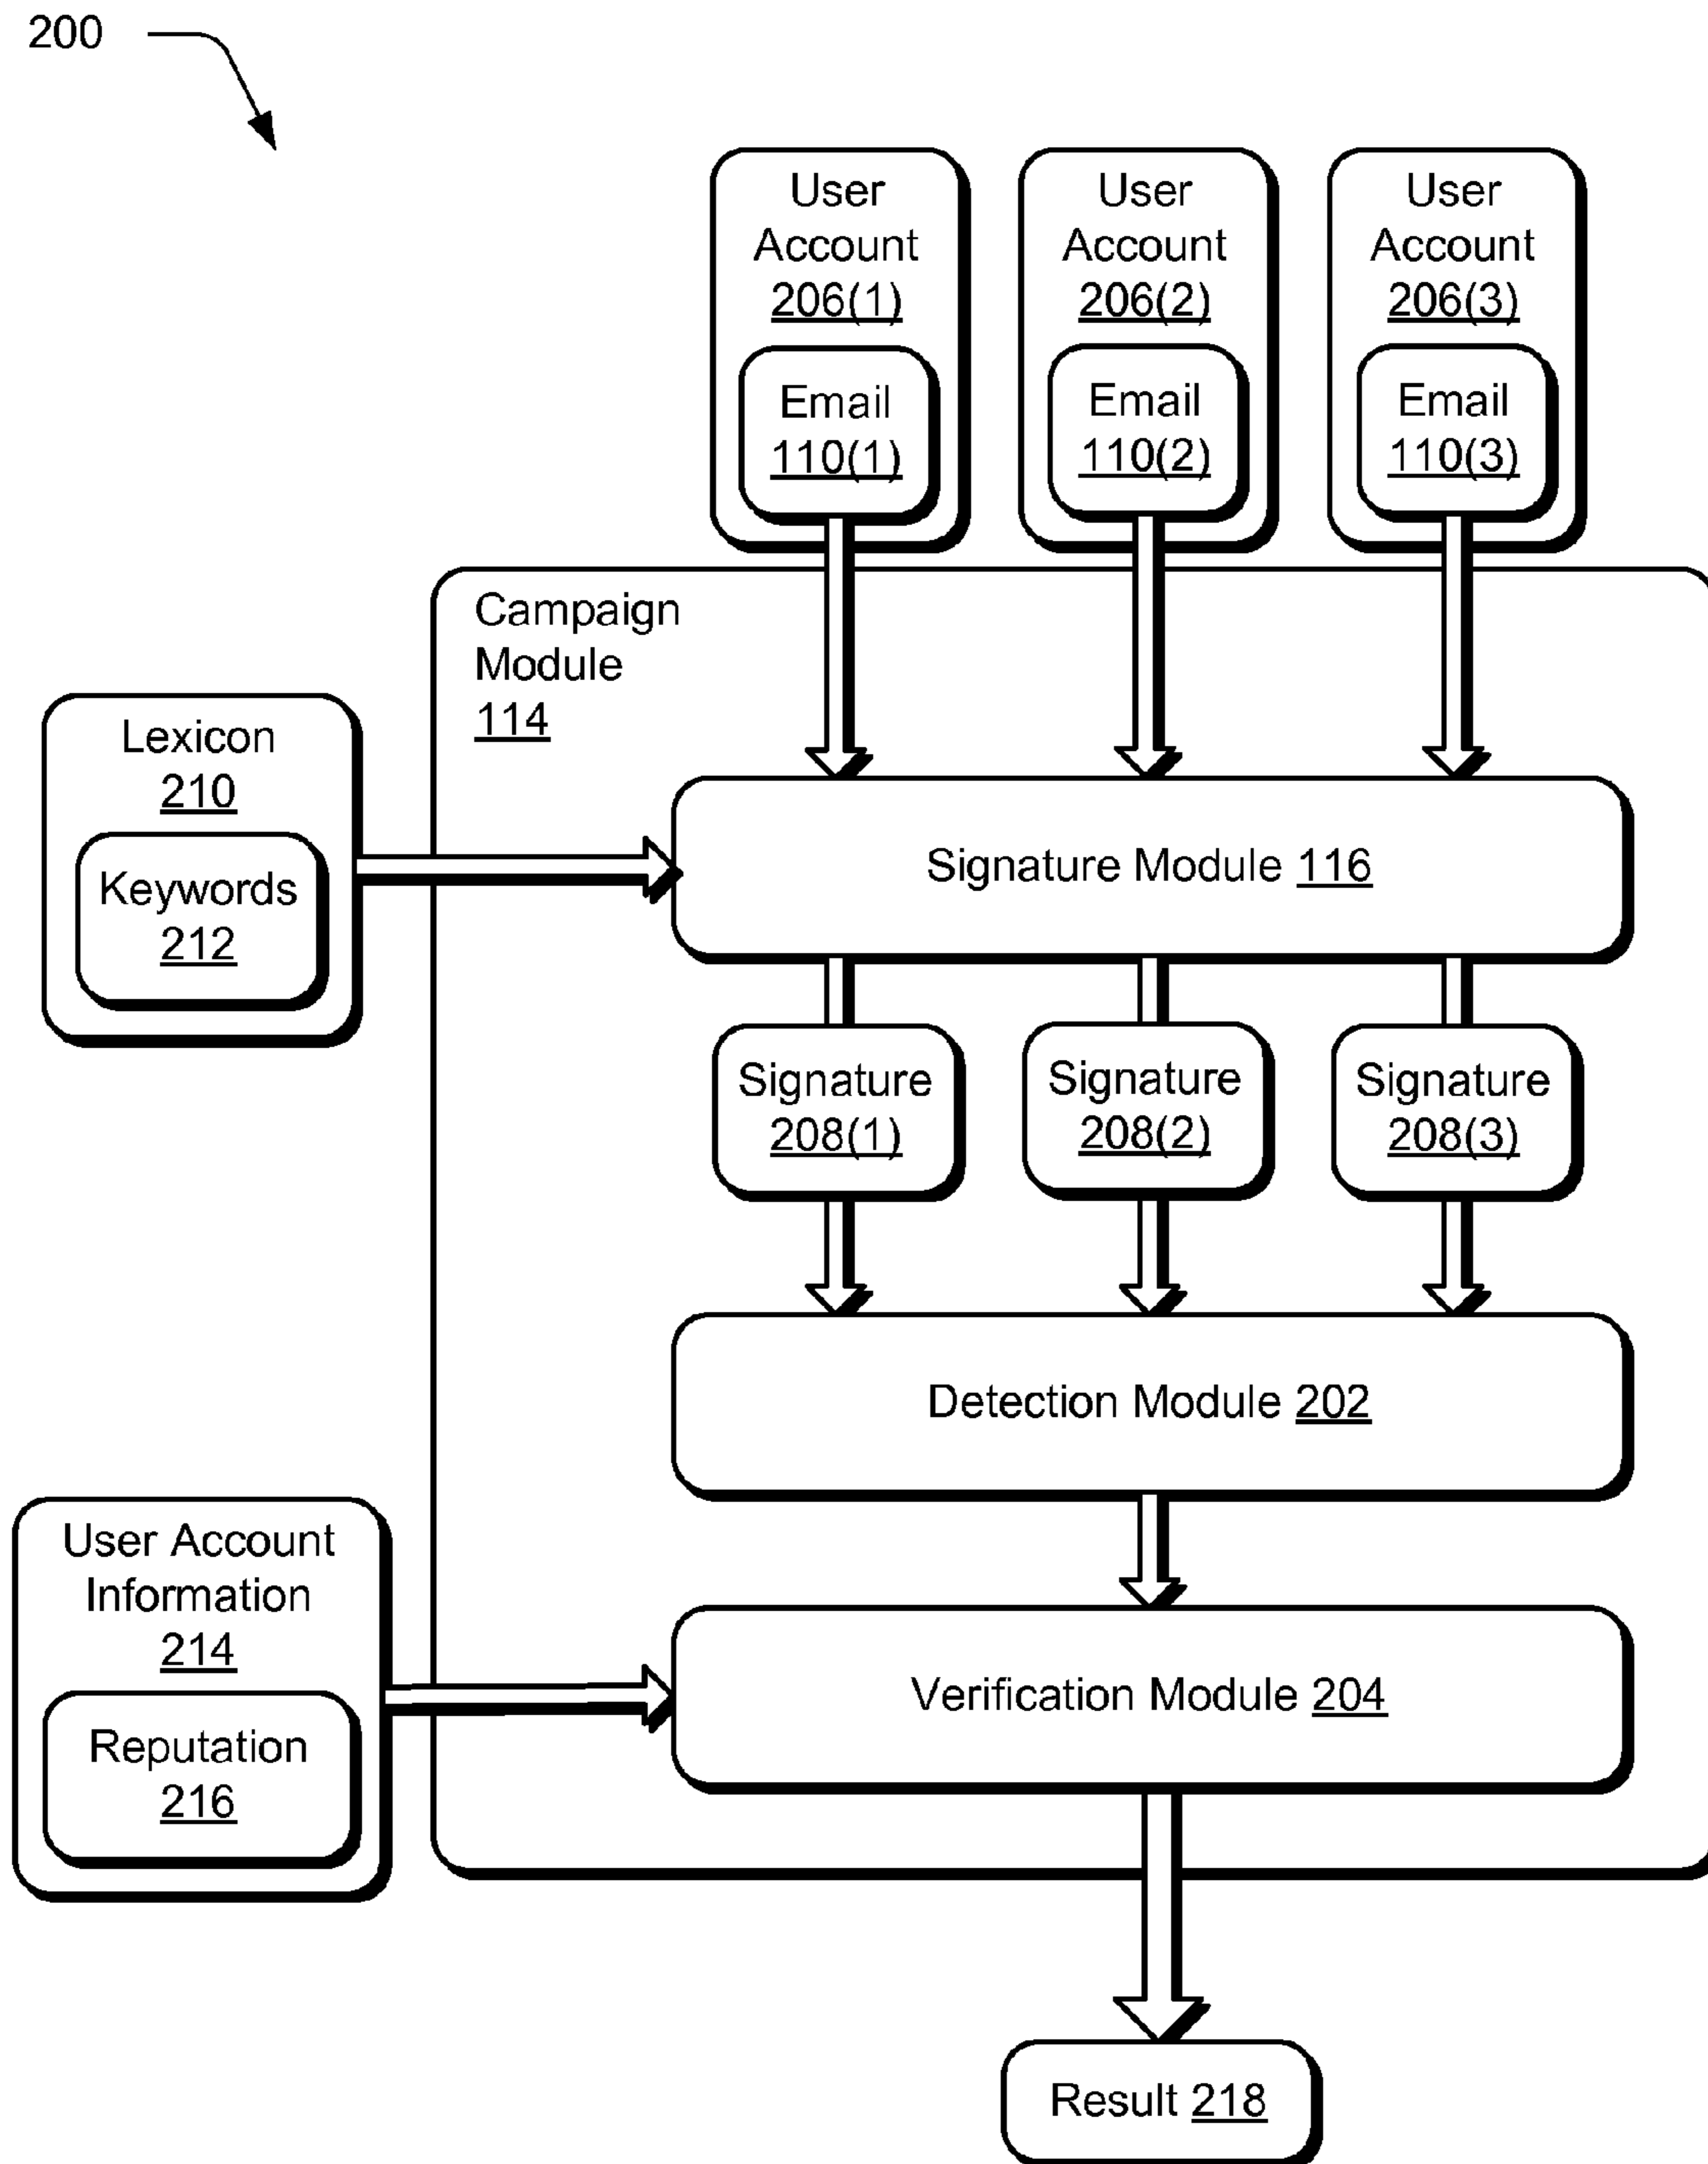 200
User
Account
206(1)
Email
110(1)
User
Account
206(2)
Email
110(2)
User
Account
206(3)
Email
110(3)
Campaign
Module
114
Lexicon
210
Keywords
212
Signature Module 116
Signature
208(1)
Signature
208(2)
Signature
208(3)
Detection Module 202
User Account
Information
214
Reputation
216
Verification Module 204
Result 218